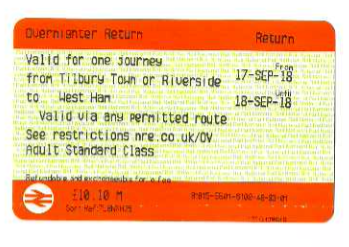 Overnighter Return Return
Valid for one journey From
from Tilbury Town or Riverside 17-SEP-18
Until
to West Ham 18-SEP-18
Valid via any permitted route
See restrictions nre.co.uk/OV
Adult Standard Class
Refundable and exchangeable for a fee
£10.10 M